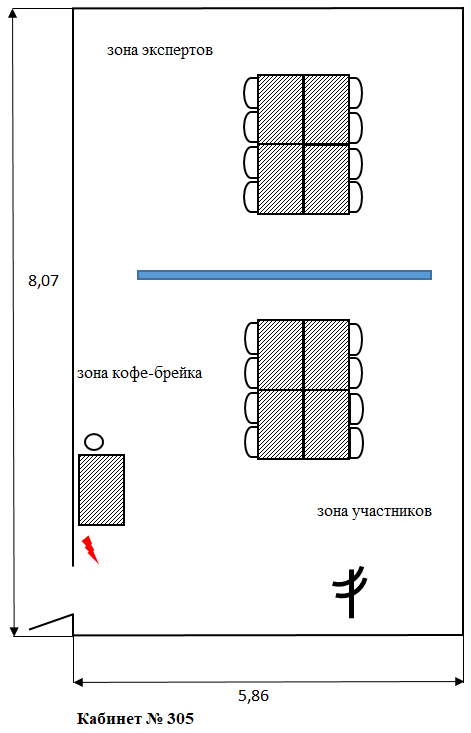 зона экспертов
8,07
зона кофе-брейка
зона участников
5,86
Кабинет № 305